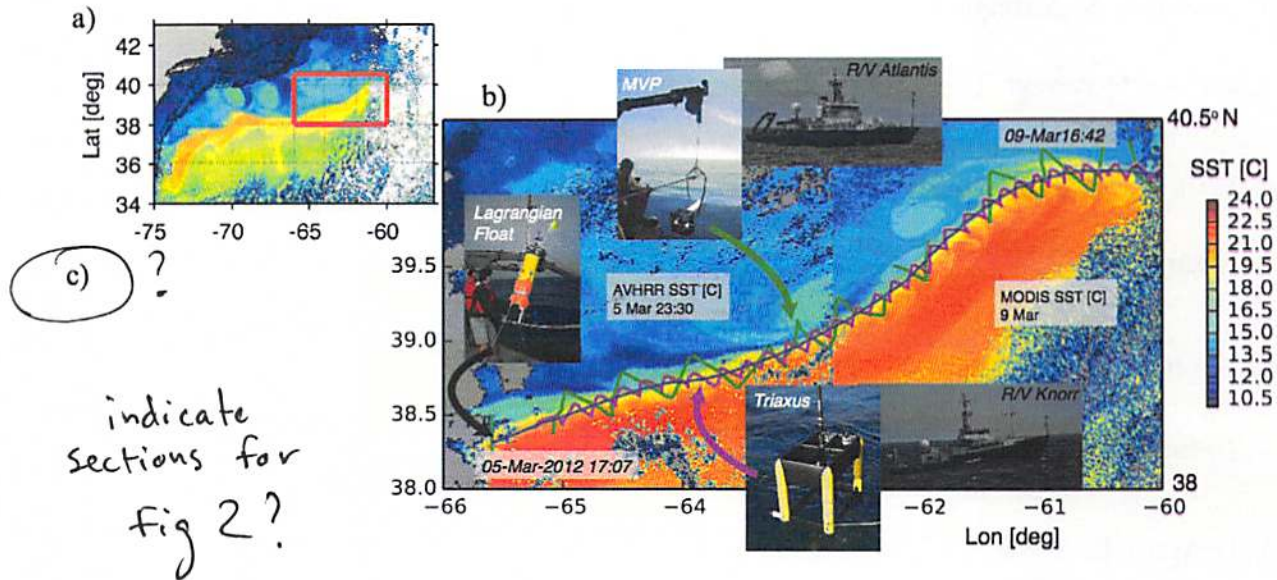 a)
42
40
38
36
34
Lat [deg]
-75
-70
-65
-60
c) ?
indicate
sections for
fig 2?
b)
MVP
R/V Atlantis
Lagrangian
Float
09-Mar16:42
40.5° N
SST [C]
24.0
22.5
21.0
19.5
18.0
16.5
15.0
13.5
12.0
10.5
AVHRR SST [C]
5 Mar 23:30
MODIS SST [C]
9 Mar
39.5
39.0
38.5
38.0
Triaxus
R/V Knorr
05-Mar-2012 17:07
38
-66
-65
-64
-62
-61
-60
Lon [deg]